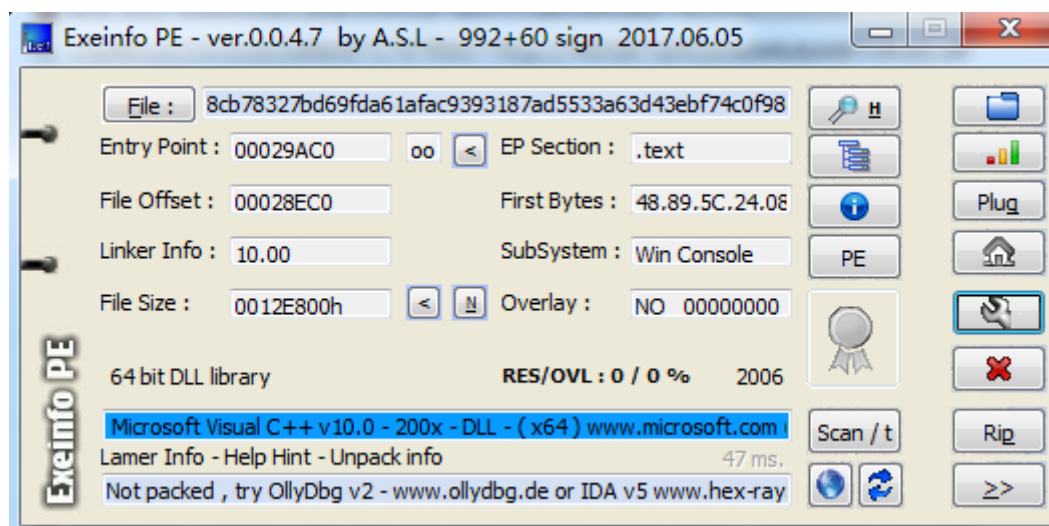 Exeinfo PE - ver.0.0.4.7 by A.S.L - 992+60 sign 2017.06.05
File : 8cb78327bd69fda61afac9393187ad5533a63d43ebf74c0f98
H
Entry Point : 00029AC0 oo < EP Section : .text
File Offset : 00028EC0 First Bytes : 48.89.5C.24.08
Plug
Linker Info : 10.00 SubSystem : Win Console
PE
File Size : 0012E800h < N Overlay : NO 00000000
64 bit DLL library RES/OVL : 0 / 0 % 2006
Exeinfo PE
Microsoft Visual C++ v10.0 - 200x - DLL - ( x64 ) www.microsoft.com
Scan / t
Rip
Lamer Info - Help Hint - Unpack info 47 ms.
Not packed , try OllyDbg v2 - www.ollydbg.de or IDA v5 www.hex-ray
>>